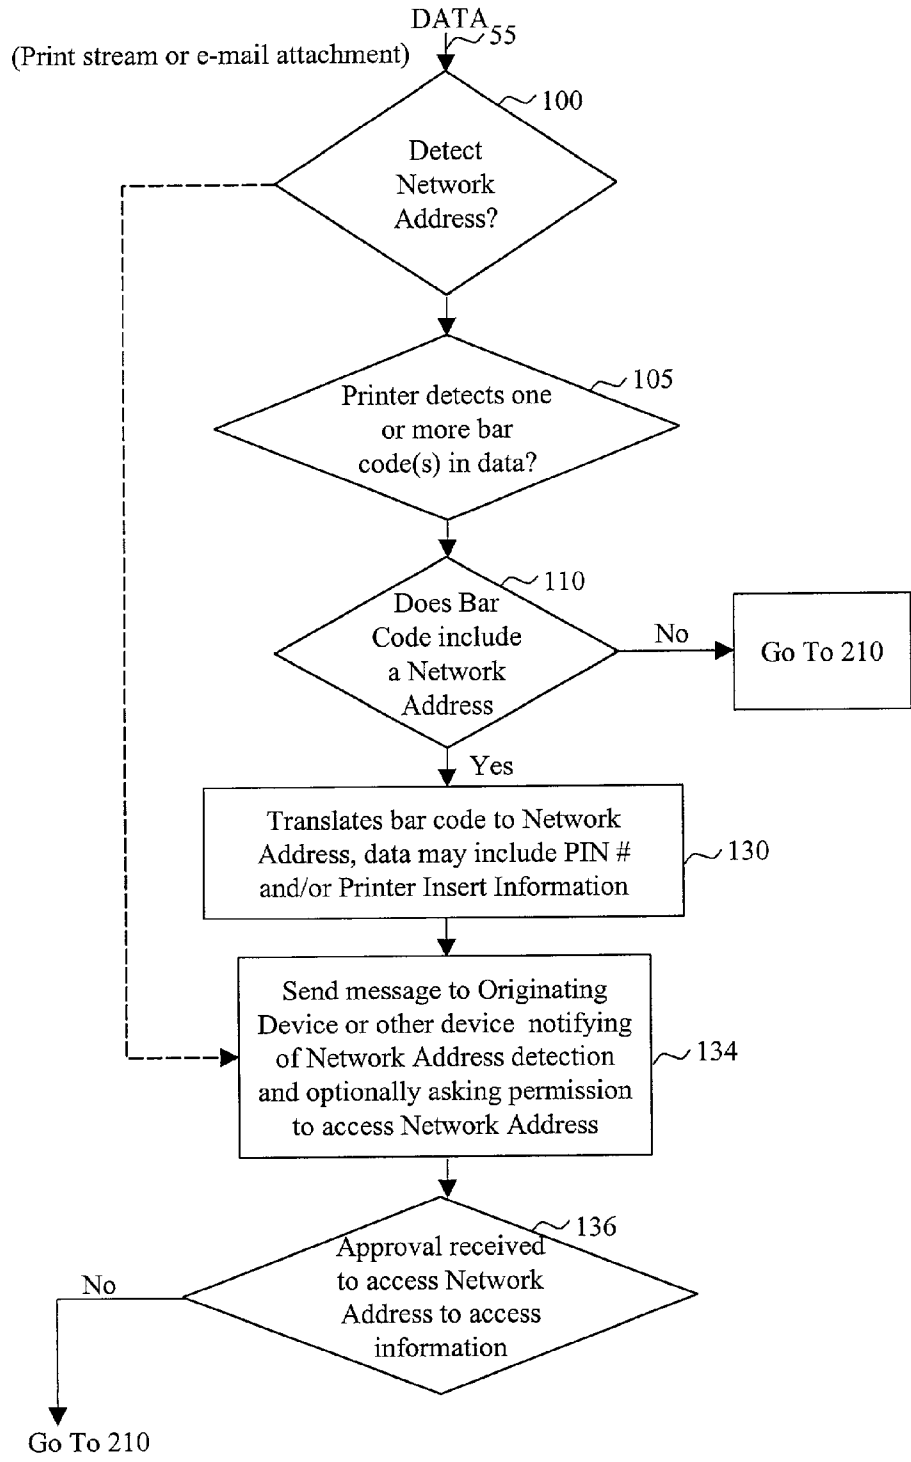 DATA
55
(Print stream or e-mail attachment)
100
Detect
Network
Address?
105
Printer detects one
or more bar
code(s) in data?
110
Does Bar
Code include
a Network
Address
No
Go To 210
Yes
Translates bar code to Network
Address, data may include PIN #
and/or Printer Insert Information
130
Send message to Originating
Device or other device notifying
of Network Address detection
and optionally asking permission
to access Network Address
134
136
Approval received
to access Network
Address to access
information
No
Go To 210